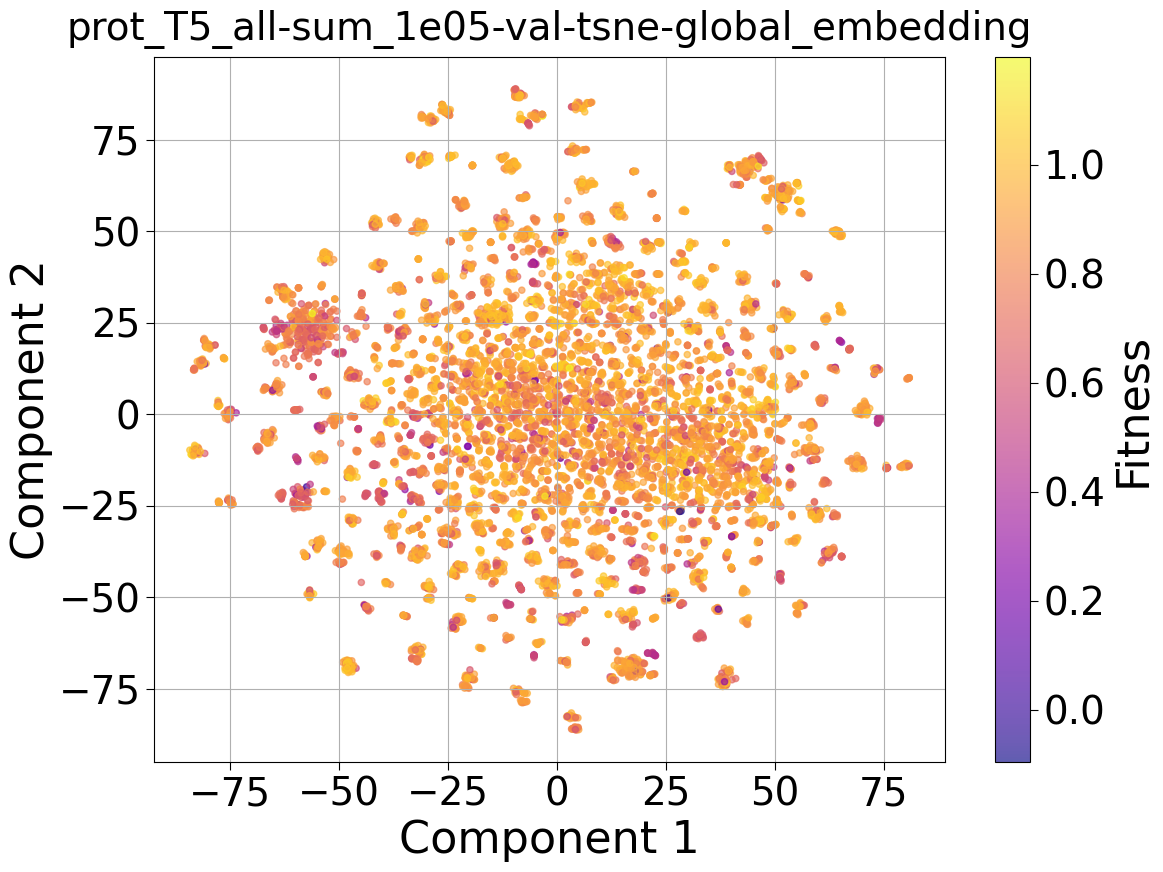 prot_T5_all-sum_1e05-val-tsne-global_embedding
75
50
25
0
−25
−50
−75
Component 2
−75 −50 −25 0 25 50 75
Component 1
1.0
0.8
0.6
0.4
0.2
0.0
Fitness